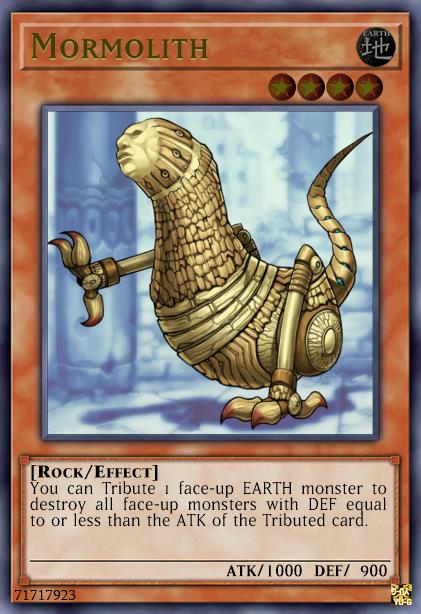 MORMOLITH
EARTH
地
[ROCK/EFFECT]
You can Tribute 1 face-up EARTH monster to
destroy all face-up monsters with DEF equal
to or less than the ATK of the Tributed card.
ATK/1000 DEF/ 900
71717923